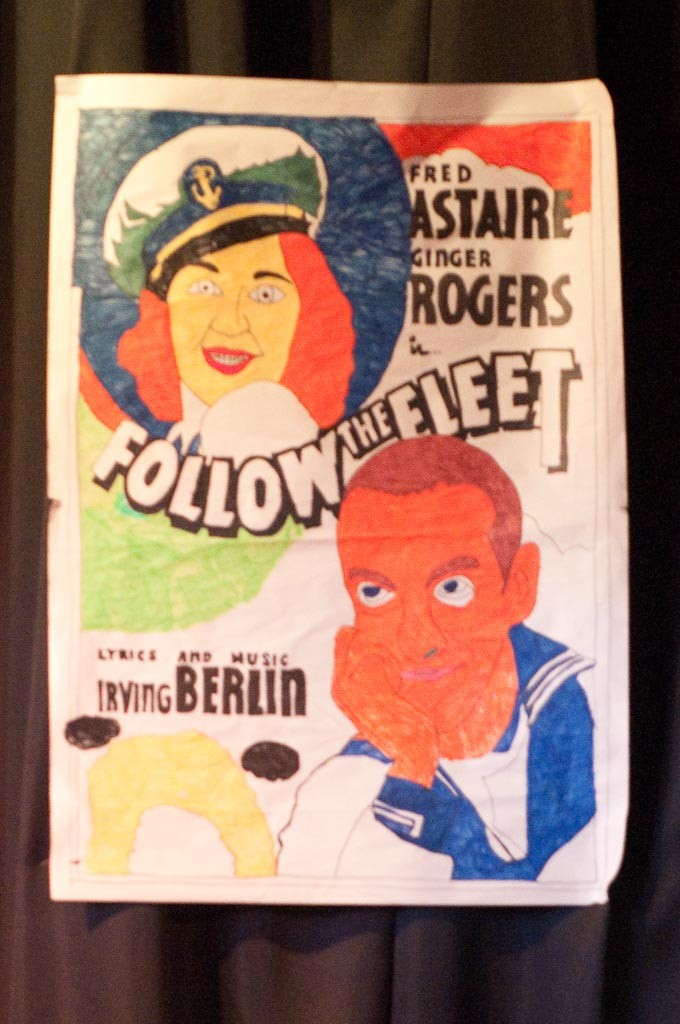 FRED
ASTAIRE
GINGER
ROGERS
in...
FOLLOW THE FLEET
LYRICS AND MUSIC
IRVING BERLIN